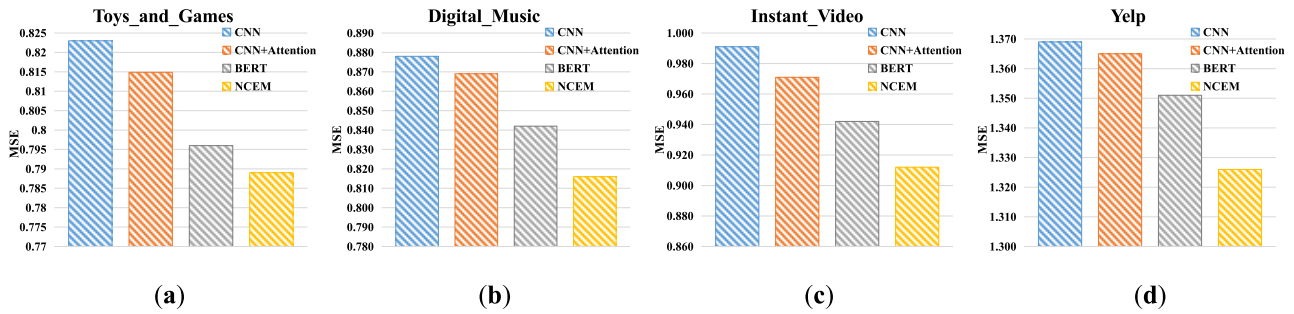 Toys_and_Games
0.825
0.82
0.815
0.81
0.805
0.8
0.795
0.79
0.785
0.78
0.775
0.77
MSE
CNN
CNN+Attention
BERT
NCEM
(a)
Digital_Music
0.890
0.880
0.870
0.860
0.850
0.840
0.830
0.820
0.810
0.800
0.790
0.780
MSE
CNN
CNN+Attention
BERT
NCEM
(b)
Instant_Video
1.000
0.980
0.960
0.940
0.920
0.900
0.880
0.860
MSE
CNN
CNN+Attention
BERT
NCEM
(c)
Yelp
1.370
1.360
1.350
1.340
1.330
1.320
1.310
1.300
MSE
CNN
CNN+Attention
BERT
NCEM
(d)